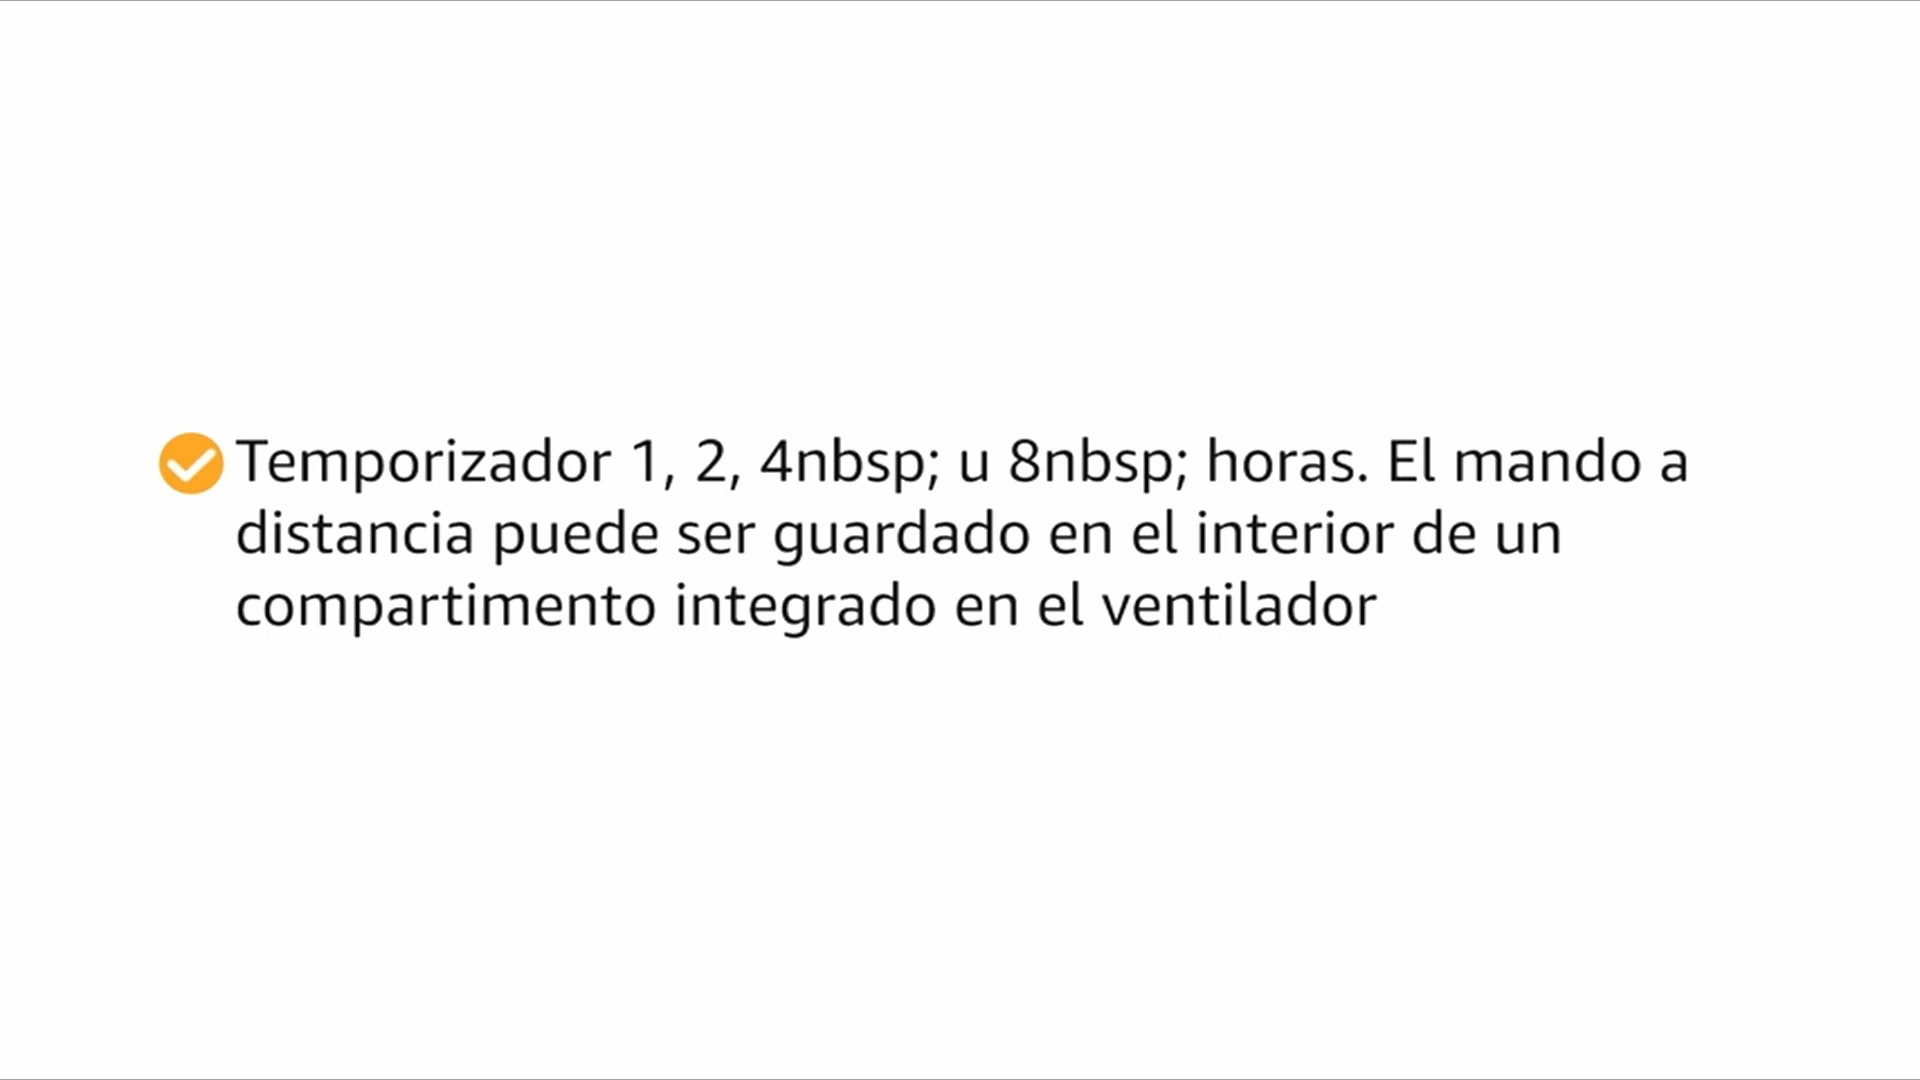 Temporizador 1, 2, 4nbsp; u 8nbsp; horas. El mando a
distancia puede ser guardado en el interior de un
compartimento integrado en el ventilador